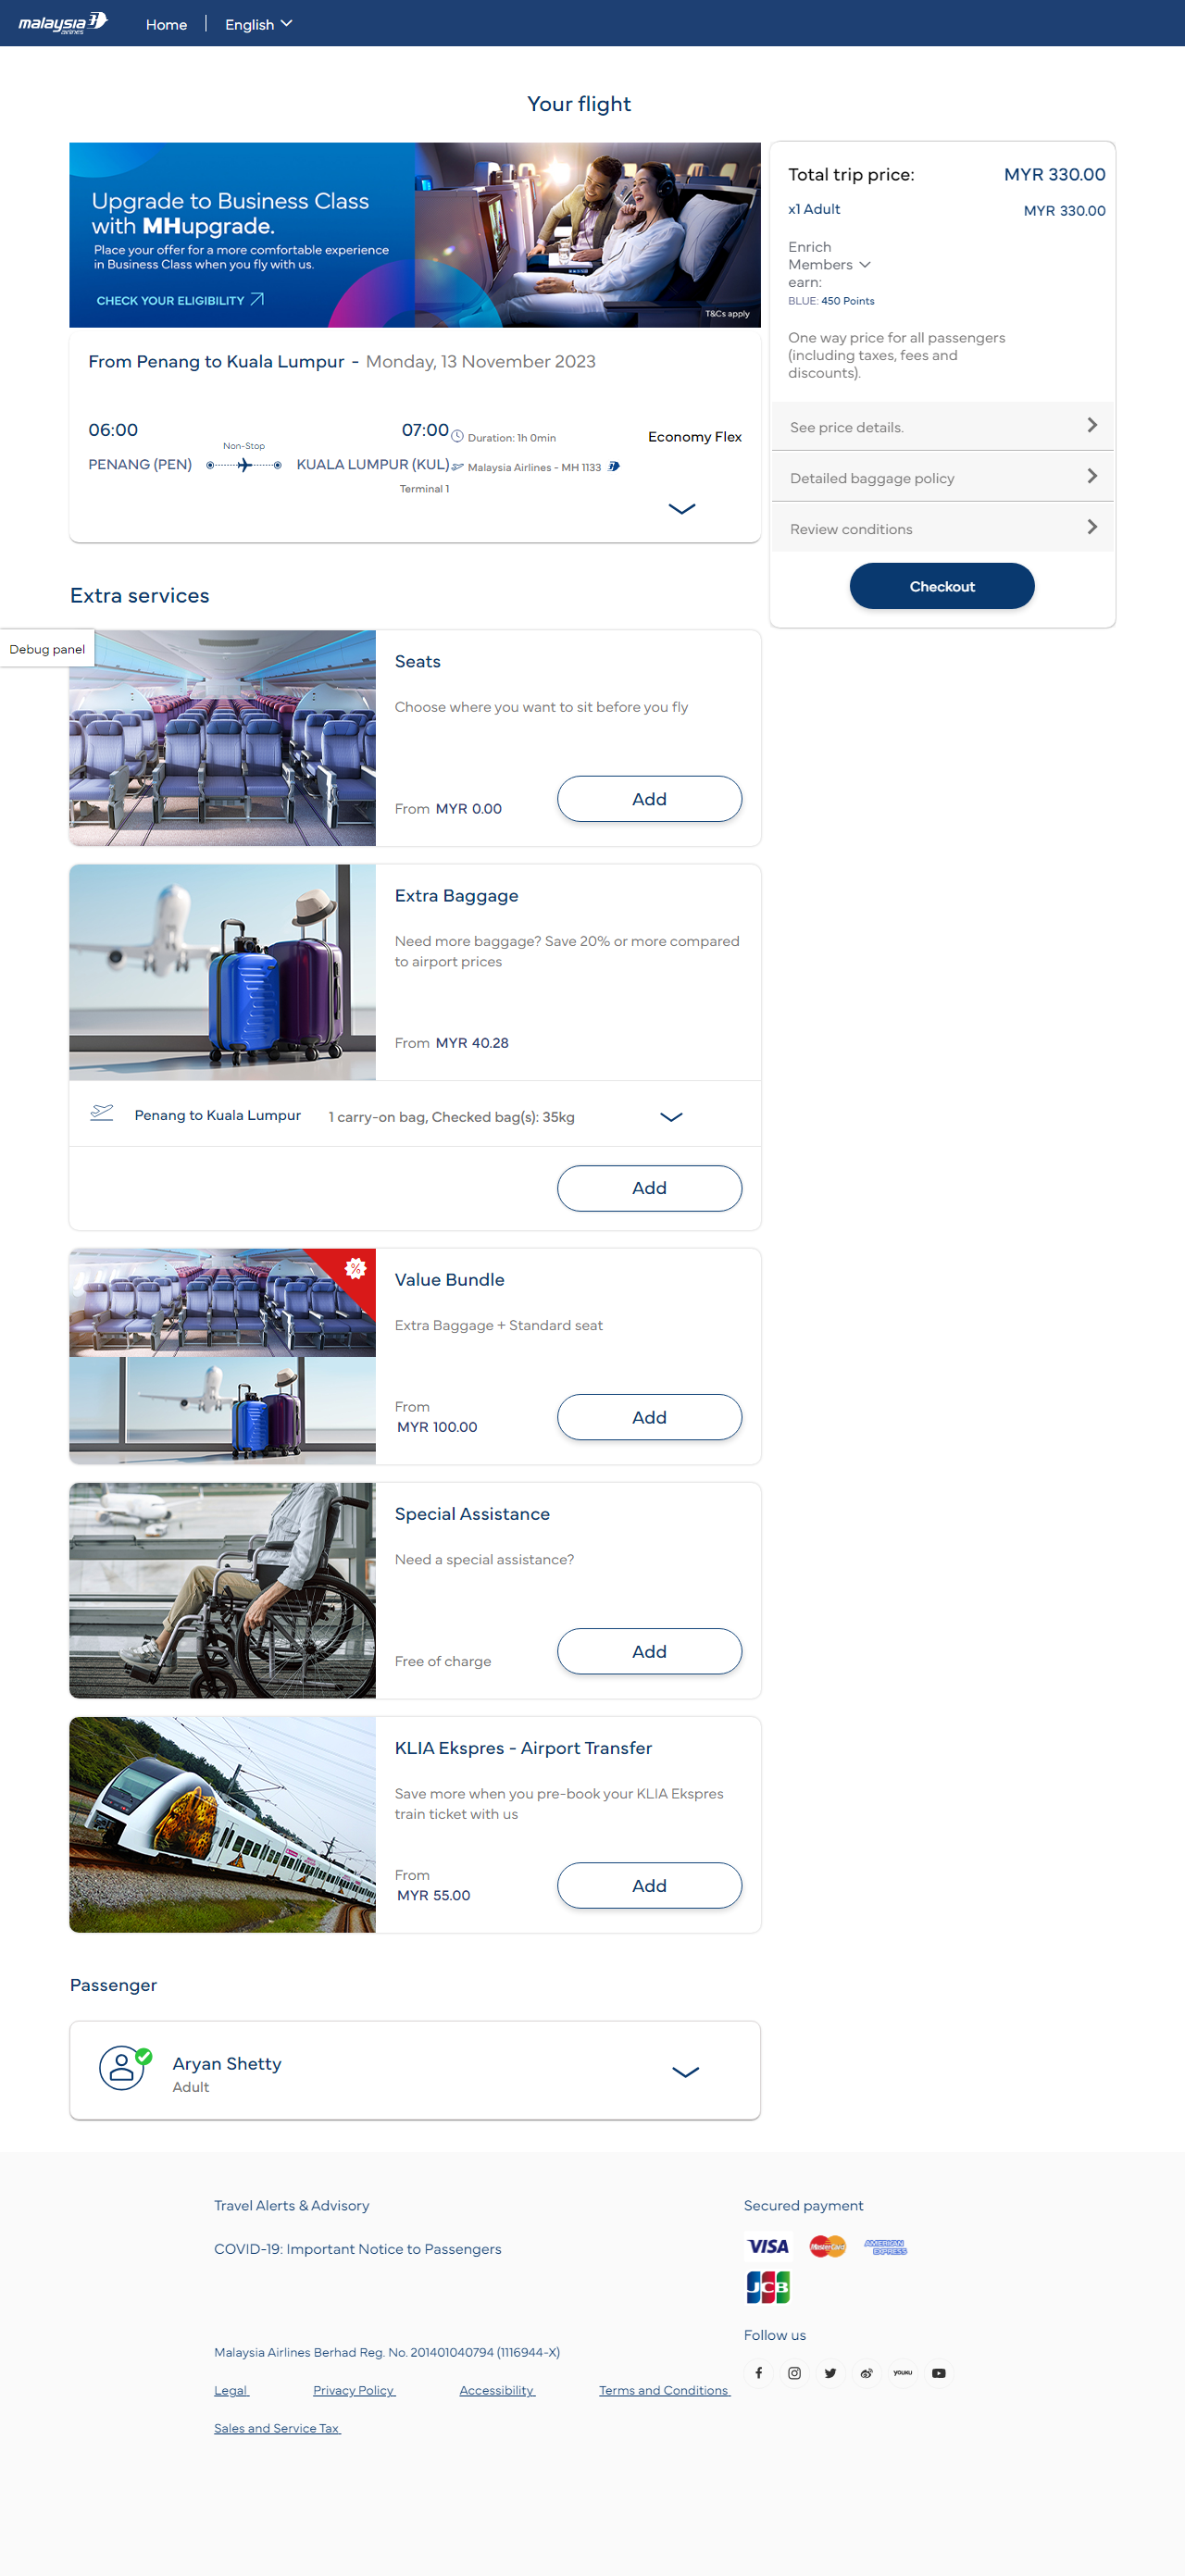 malaysia
airlines
Home
English
Your flight
Upgrade to Business Class
with MHupgrade.
Place your offer for a more comfortable experience
in Business Class when you fly with us.
CHECK YOUR ELIGIBILITY
T&Cs apply
From Penang to Kuala Lumpur - Monday, 13 November 2023
06:00
Non-Stop
07:00
Duration: 1h 0min
Economy Flex
PENANG (PEN)
KUALA LUMPUR (KUL)
Malaysia Airlines - MH 1133
Terminal 1
Total trip price: MYR 330.00
x1 Adult MYR 330.00
Enrich
Members
earn:
BLUE: 450 Points
One way price for all passengers
(including taxes, fees and
discounts).
See price details.
Detailed baggage policy
Review conditions
Checkout
Extra services
Debug panel
Seats
Choose where you want to sit before you fly
From MYR 0.00
Add
Extra Baggage
Need more baggage? Save 20% or more compared
to airport prices
From MYR 40.28
Penang to Kuala Lumpur 1 carry-on bag, Checked bag(s): 35kg
Add
%
Value Bundle
Extra Baggage + Standard seat
From
MYR 100.00
Add
Special Assistance
Need a special assistance?
Free of charge
Add
KLIA Ekspres - Airport Transfer
Save more when you pre-book your KLIA Ekspres
train ticket with us
From
MYR 55.00
Add
Passenger
Aryan Shetty
Adult
Travel Alerts & Advisory
COVID-19: Important Notice to Passengers
Secured payment
VISA
MasterCard
AMERICAN
EXPRESS
JCB
Follow us
YOUKU
Malaysia Airlines Berhad Reg. No. 201401040794 (1116944-X)
Legal Privacy Policy Accessibility Terms and Conditions
Sales and Service Tax